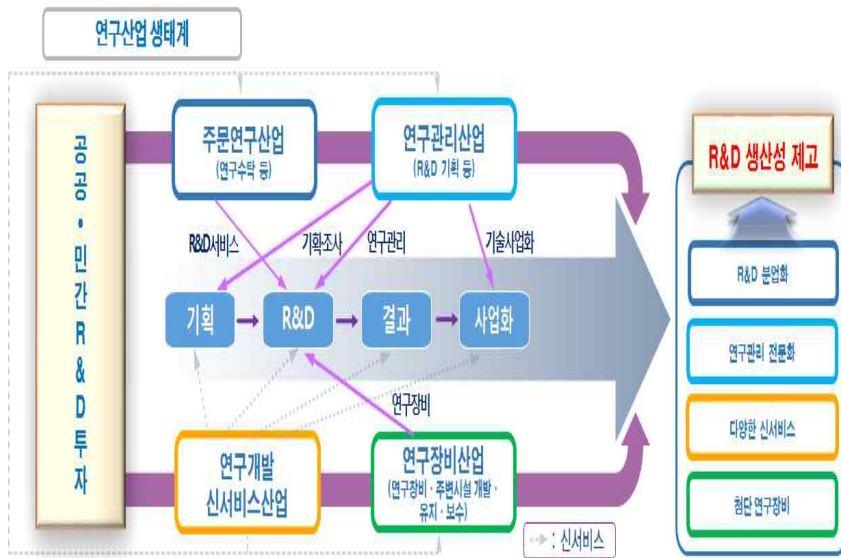 연구산업 생태계
공공·민간R&D투자
주문연구산업
(연구수탁 등)
연구관리산업
(R&D 기획 등)
R&D서비스
기획조사
연구관리
기술사업화
기획
R&D
결과
사업화
연구장비
연구개발
신서비스산업
연구장비산업
(연구장비·주변시설 개발·
유지·보수)
: 신서비스
R&D 생산성 제고
R&D 분업화
연구관리 전문화
다양한 신서비스
첨단 연구장비